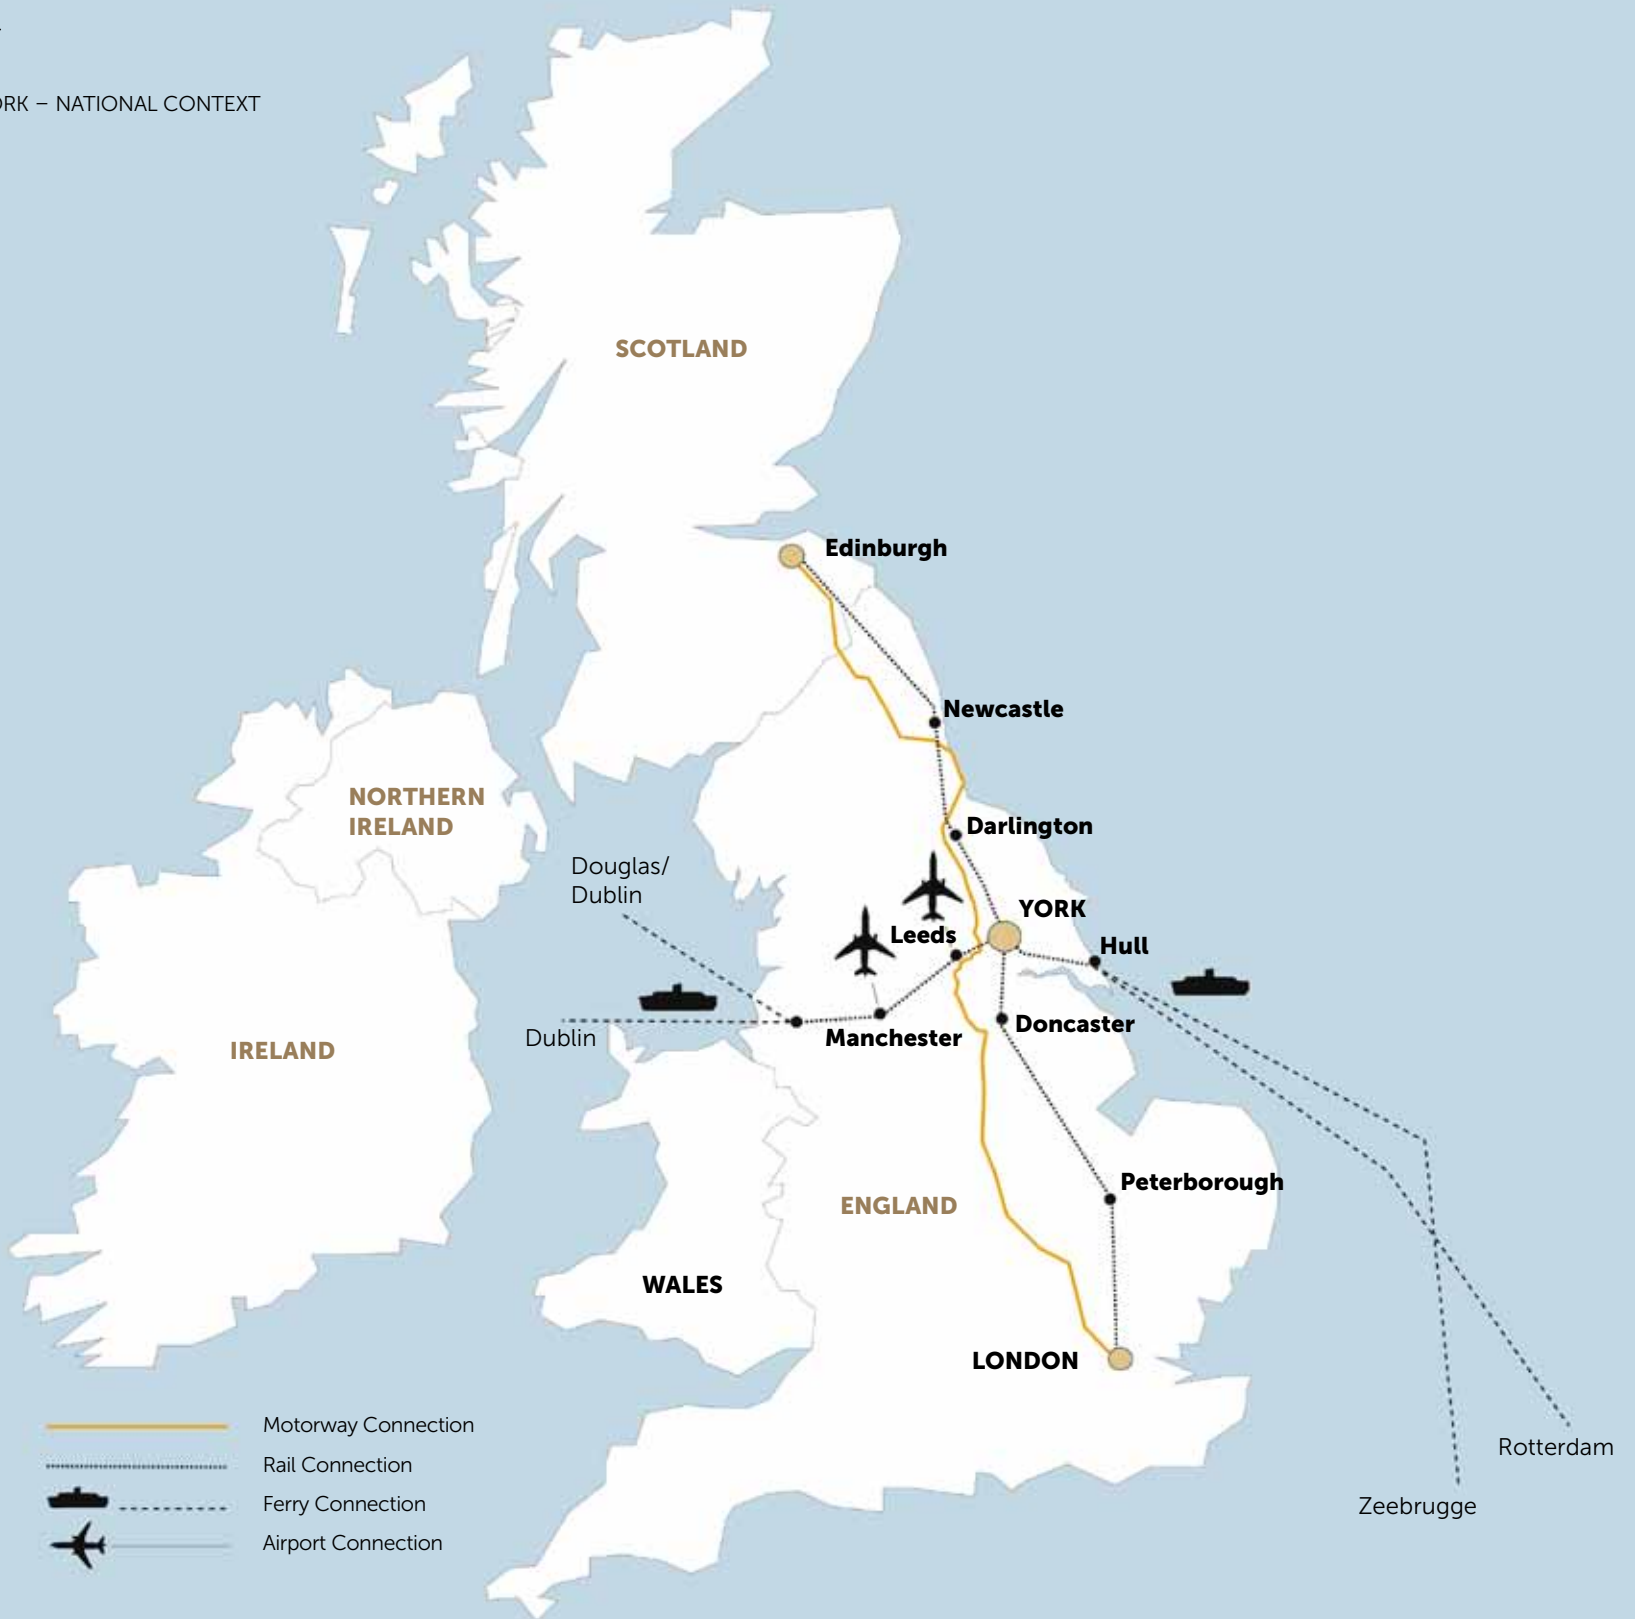 – NATIONAL CONTEXT
SCOTLAND
Edinburgh
Newcastle
NORTHERN
IRELAND
Darlington
Douglas/
Dublin
YORK
Leeds
Hull
Dublin
Manchester
Doncaster
IRELAND
Peterborough
ENGLAND
WALES
LONDON
Motorway Connection
Rail Connection
Ferry Connection
Airport Connection
Rotterdam
Zeebrugge